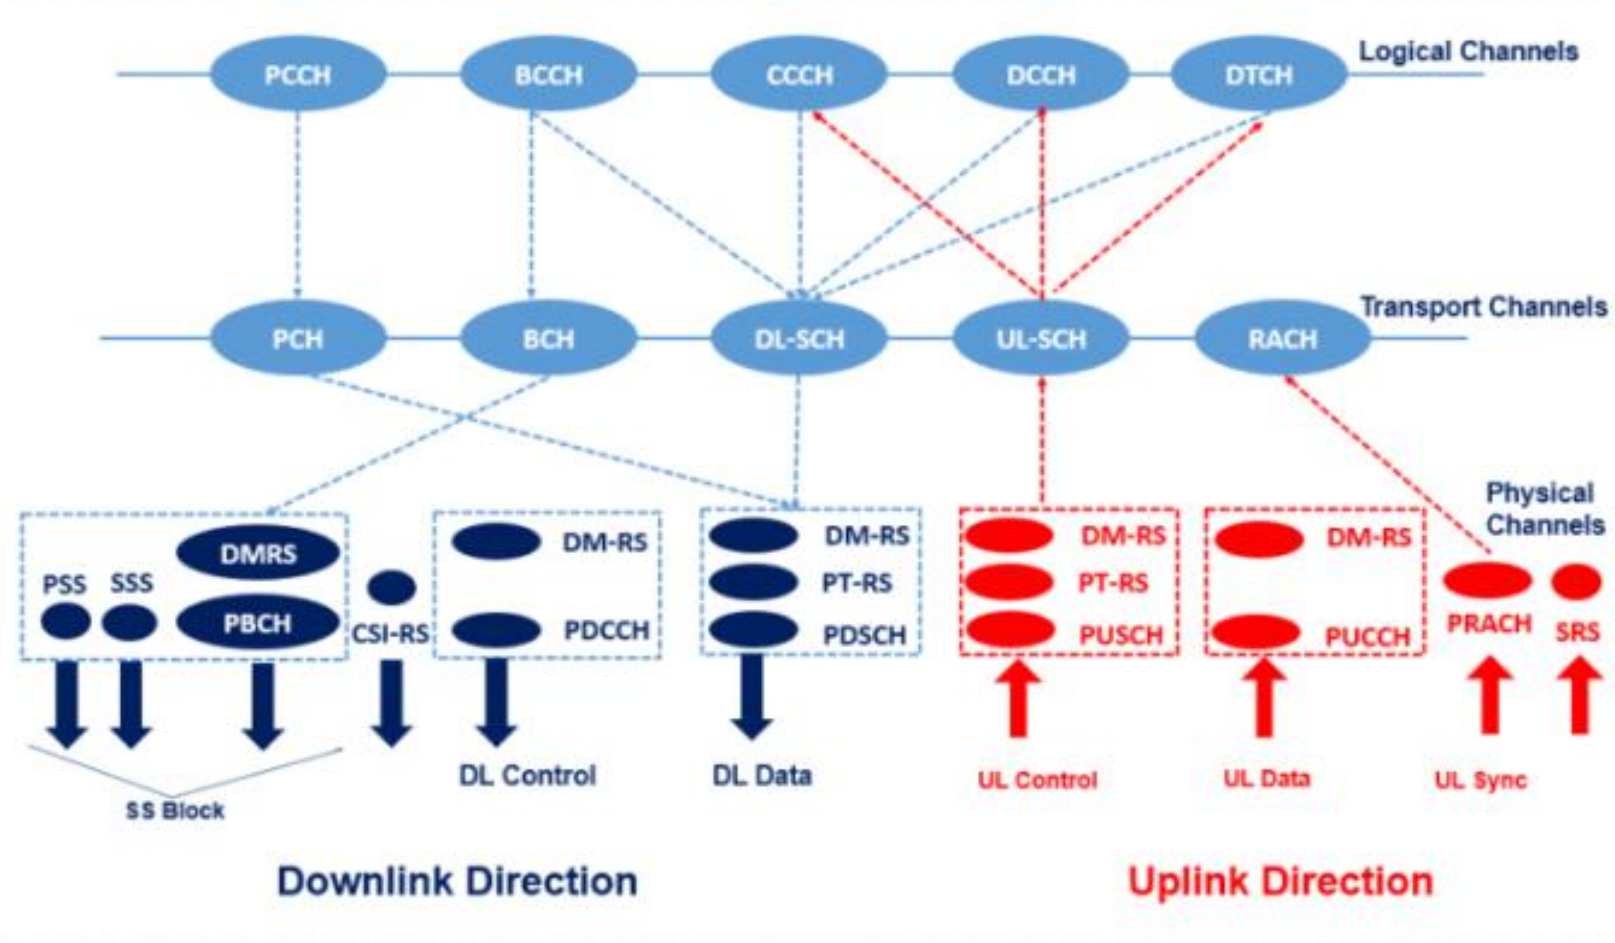 Logical Channels
PCCH
BCCH
CCCH
DCCH
DTCH
Transport Channels
PCH
BCH
DL-SCH
UL-SCH
RACH
Physical
Channels
PSS
SSS
DMRS
PBCH
CSI-RS
DM-RS
PDCCH
DM-RS
PT-RS
PDSCH
DM-RS
PT-RS
PUSCH
DM-RS
PUCCH
PRACH
SRS
SS Block
DL Control
DL Data
UL Control
UL Data
UL Sync
Downlink Direction
Uplink Direction